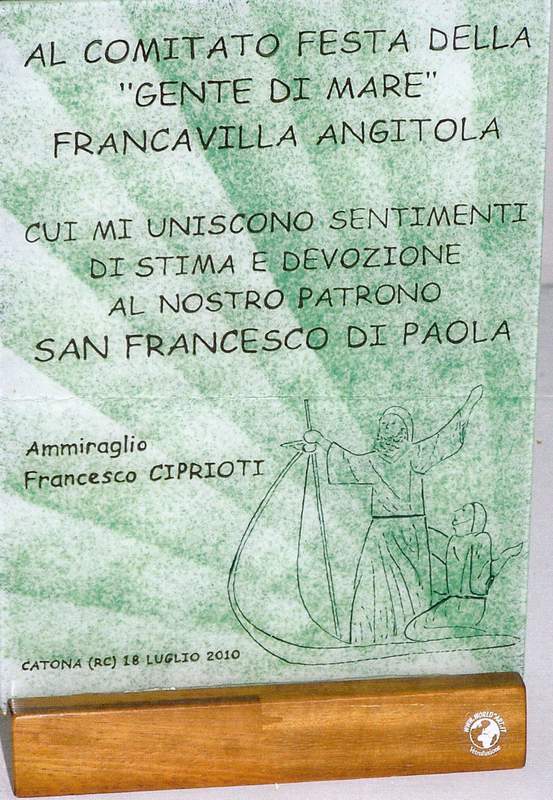 AL COMITATO FESTA DELLA
"GENTE DI MARE"
FRANCAVILLA ANGITOLA
CUI MI UNISCONO SENTIMENTI
DI STIMA E DEVOZIONE
AL NOSTRO PATRONO
SAN FRANCESCO DI PAOLA
Ammiraglio
Francesco CIPRIOTI
CATONA (RC) 18 LUGLIO 2010